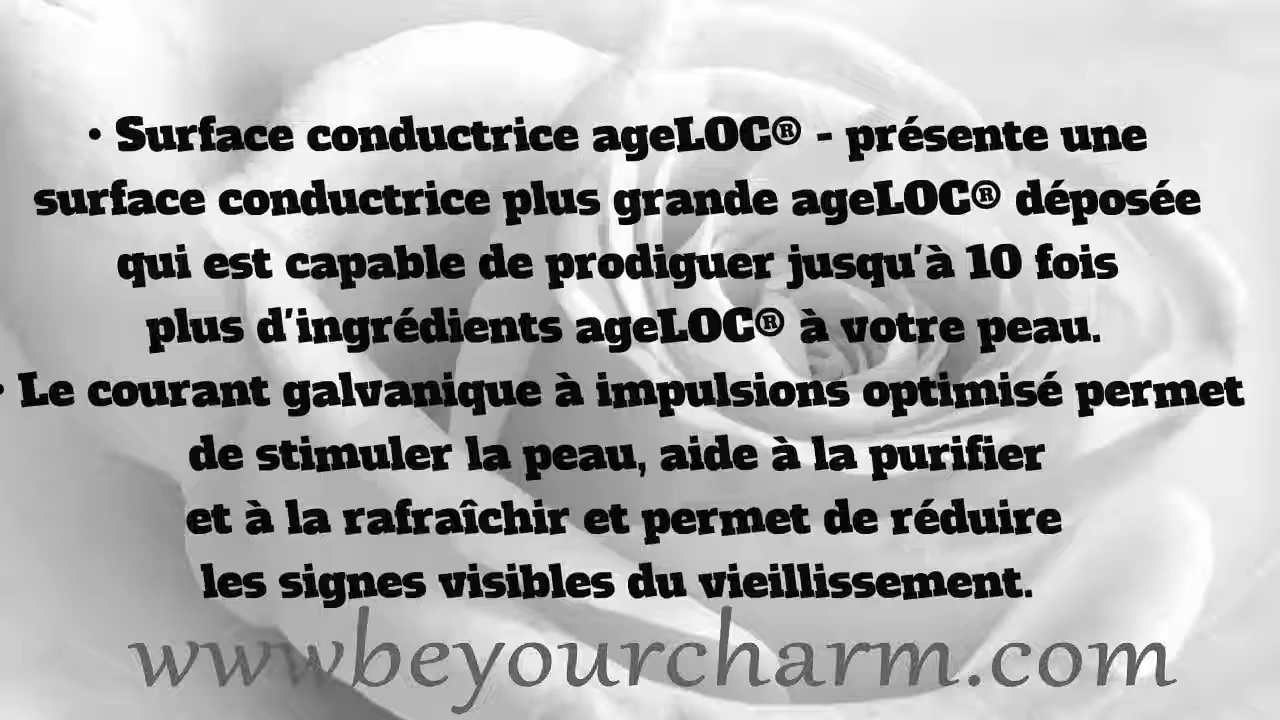 • Surface conductrice ageLOC® - présente une
surface conductrice plus grande ageLOC® déposée
qui est capable de prodiguer jusqu'à 10 fois
plus d'ingrédients ageLOC® à votre peau.
• Le courant galvanique à impulsions optimisé permet
de stimuler la peau, aide à la purifier
et à la rafraîchir et permet de réduire
les signes visibles du vieillissement.
www.beyourcharm.com